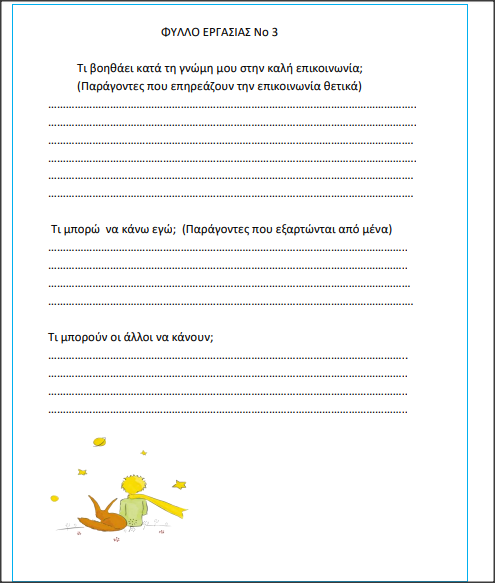 ΦΥΛΛΟ ΕΡΓΑΣΙΑΣ Νο 3
Τι βοηθάει κατά τη γνώμη μου στην καλή επικοινωνία;
(Παράγοντες που επηρεάζουν την επικοινωνία θετικά)
……………………………………………………………………………………………………………
……………………………………………………………………………………………………………
……………………………………………………………………………………………………………
……………………………………………………………………………………………………………
……………………………………………………………………………………………………………
……………………………………………………………………………………………………………
Τι μπορώ  να κάνω εγώ;  (Παράγοντες που εξαρτώνται από μένα)
…………………………………………………………………………………………………………
…………………………………………………………………………………………………………
…………………………………………………………………………………………………………
…………………………………………………………………………………………………………
Τι μπορούν οι άλλοι να κάνουν;
…………………………………………………………………………………………………………
…………………………………………………………………………………………………………
…………………………………………………………………………………………………………
…………………………………………………………………………………………………………